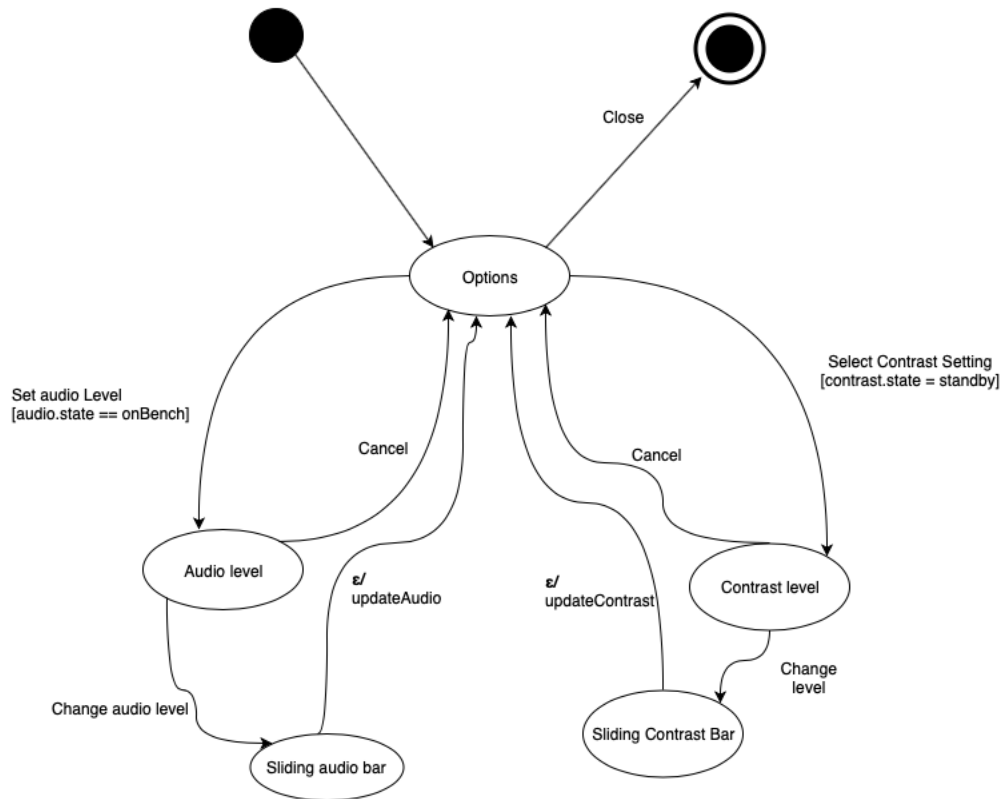 Close
Options
Select Contrast Setting
[contrast.state = standby]
Set audio Level
[audio.state == onBench]
Cancel
Cancel
Audio level
ε/
updateAudio
ε/
updateContrast
Contrast level
Change
level
Change audio level
Sliding Contrast Bar
Sliding audio bar